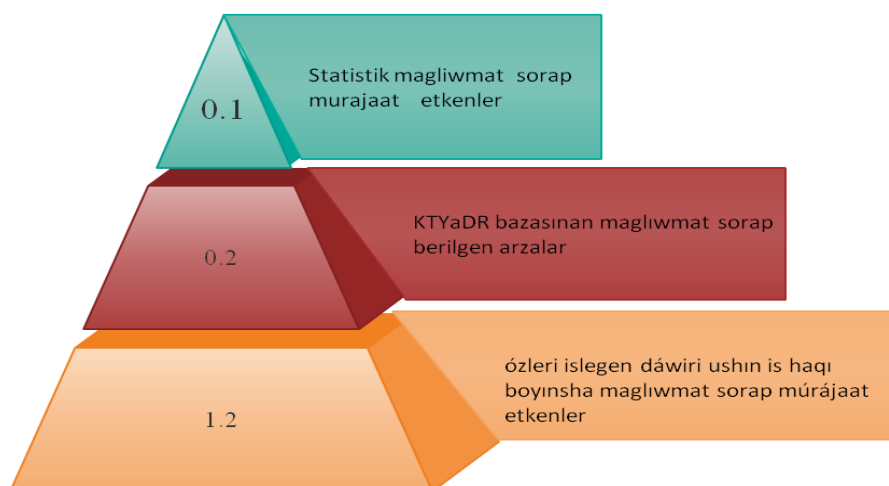 0.1
Statistik magliwmat sorap
murajaat etkenler
0.2
KTYaDR bazasınan maglıwmat sorap
berilgen arzalar
1.2
ózleri islegen dáwiri ushın is haqı
boyınsha maglıwmat sorap múrájaat
etkenler